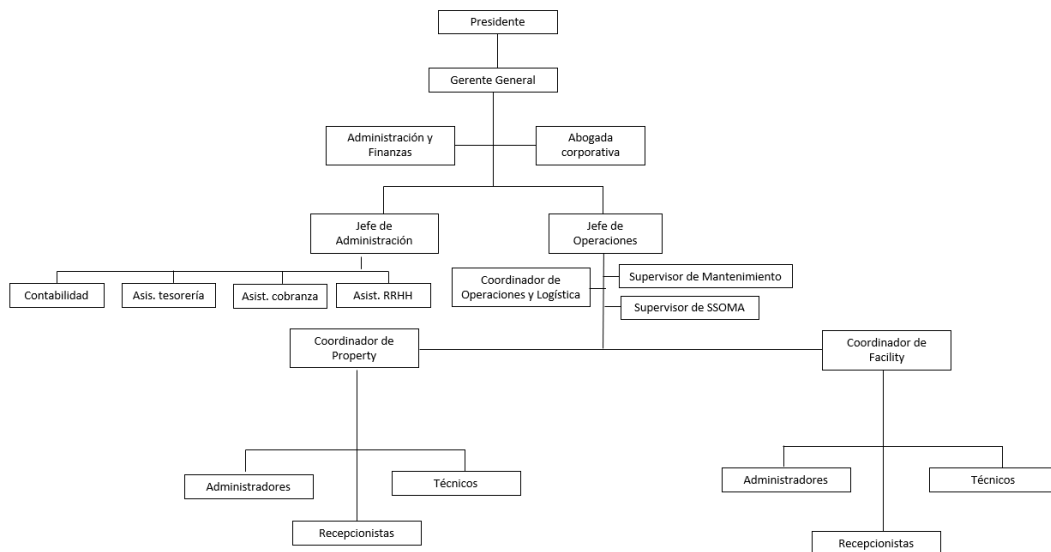 Presidente
Gerente General
Administración y
Finanzas
Abogada
corporativa
Jefe de
Administración
Jefe de
Operaciones
Contabilidad
Asis. tesorería
Asist. cobranza
Asist. RRHH
Coordinador de
Operaciones y Logística
Supervisor de Mantenimiento
Supervisor de SSOMA
Coordinador de
Property
Coordinador de
Facility
Administradores
Técnicos
Recepcionistas
Administradores
Técnicos
Recepcionistas